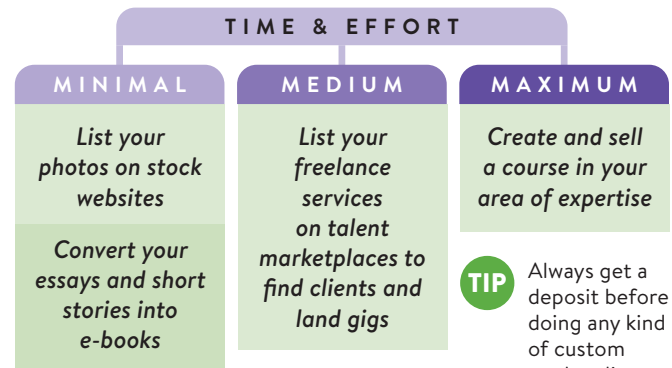 TIME & EFFORT
MINIMAL
List your
photos on stock
websites
Convert your
essays and short
stories into
e-books
MEDIUM
List your
freelance
services
on talent
marketplaces to
find clients and
land gigs
MAXIMUM
Create and sell
a course in your
area of expertise
TIP
Always get a
deposit before
doing any kind
of custom